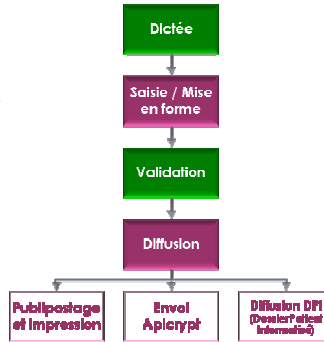 Dictée
Saisie / Mise
en forme
Validation
Diffusion
Publipostage
et impression
Envoi
Apicrypt
Diffusion DPI
(Dossier Patient
Informatisé)